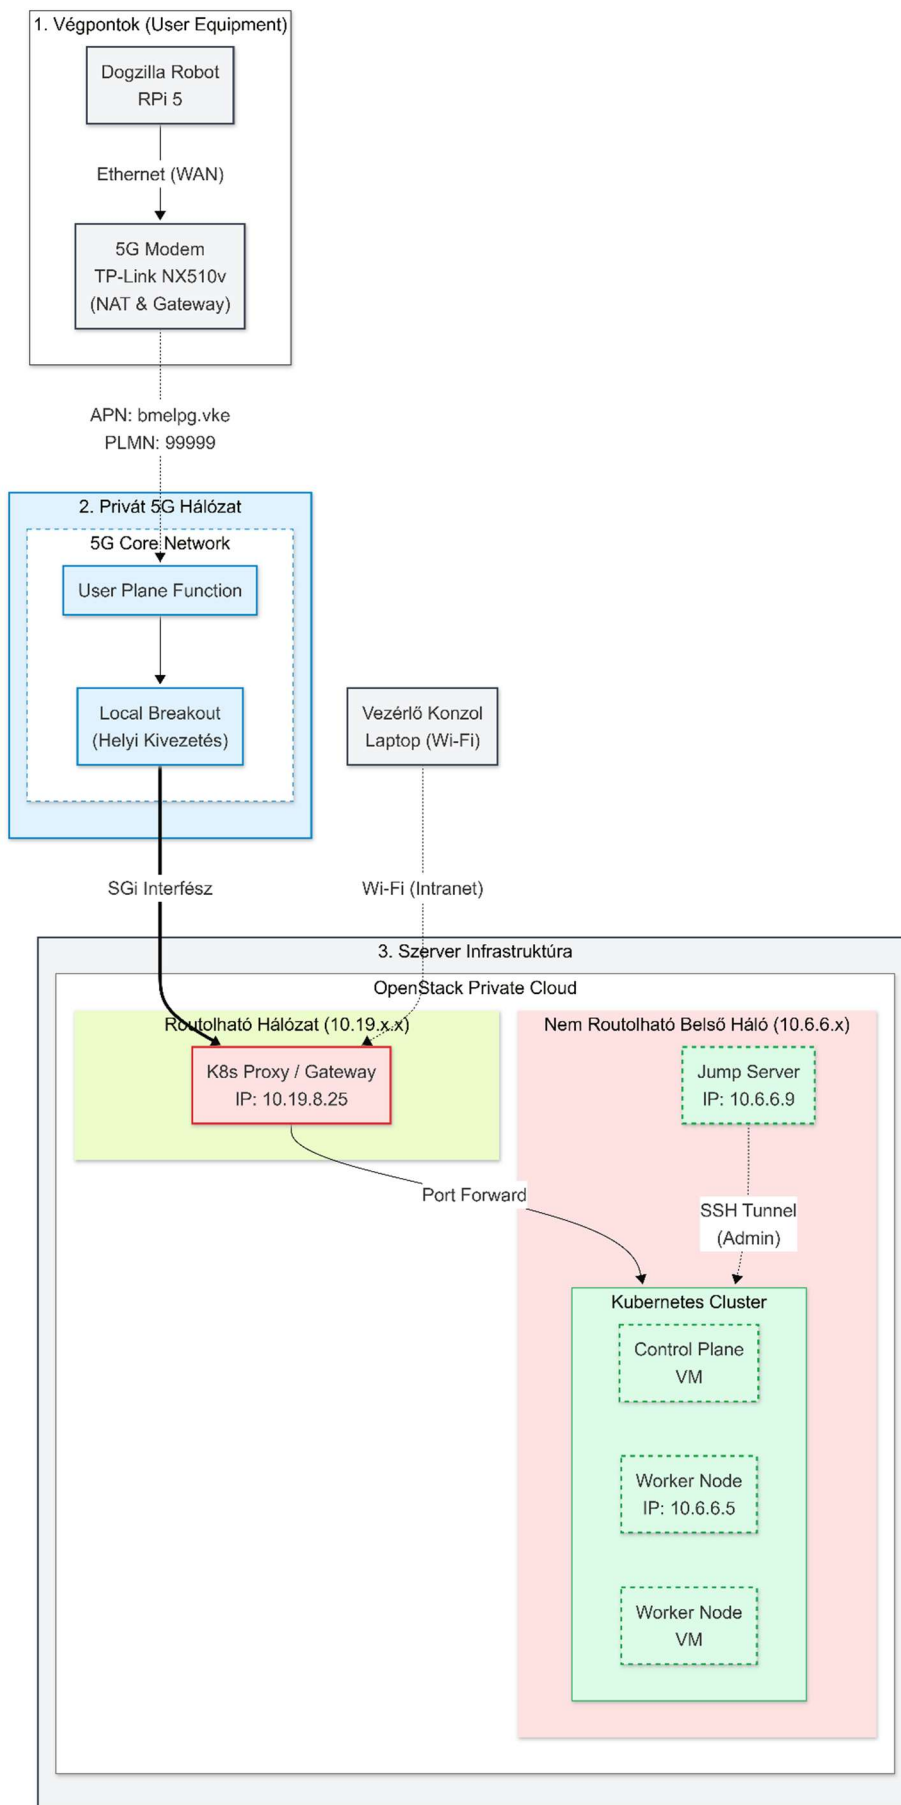 1. Végpontok (User Equipment)
Dogzilla Robot
RPi 5
Ethernet (WAN)
5G Modem
TP-Link NX510v
(NAT & Gateway)
APN: bmelpg.vke
PLMN: 99999
2. Privát 5G Hálózat
5G Core Network
User Plane Function
Local Breakout
(Helyi Kivezetés)
Vezérlő Konzol
Laptop (Wi-Fi)
SGi Interfész
Wi-Fi (Intranet)
3. Szerver Infrastruktúra
OpenStack Private Cloud
Routolható Hálózat (10.19.x.x)
K8s Proxy / Gateway
IP: 10.19.8.25
Nem Routolható Belső Háló (10.6.6.x)
Jump Server
IP: 10.6.6.9
Port Forward
SSH Tunnel
(Admin)
Kubernetes Cluster
Control Plane
VM
Worker Node
IP: 10.6.6.5
Worker Node
VM